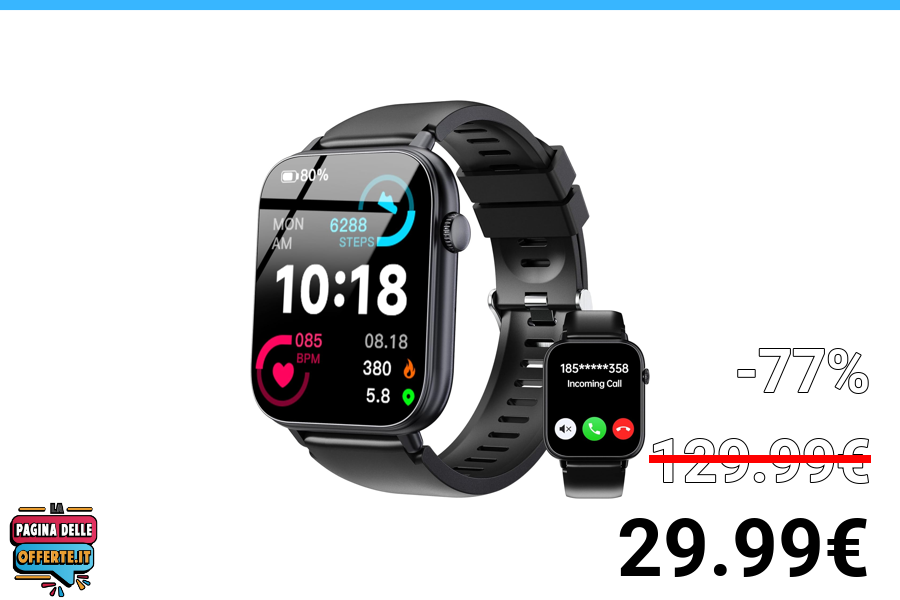 80%
MON
AM
6288
STEPS
10:18
085
BPM
08.18
380
5.8
185*****358
Incoming Call
-77%
129.99€
29.99€
LA
PAGINA DELLE
OFFERTE.IT